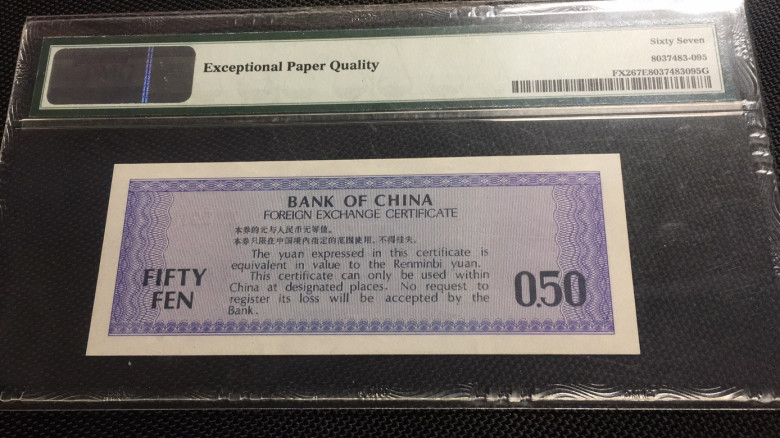 Exceptional Paper Quality
Sixty Seven
8037483-095
FX267E8037483095G
BANK OF CHINA
FOREIGN EXCHANGE CERTIFICATE
本券的元与人民币元等值。
本券只限在中国境内指定的范围使用，不得挂失。
The yuan expressed in this certificate is
equivalent in value to the Renminbi yuan.
This certificate can only be used within
China at designated places. No request to
register its loss will be accepted by the
Bank.
FIFTY
FEN
0.50